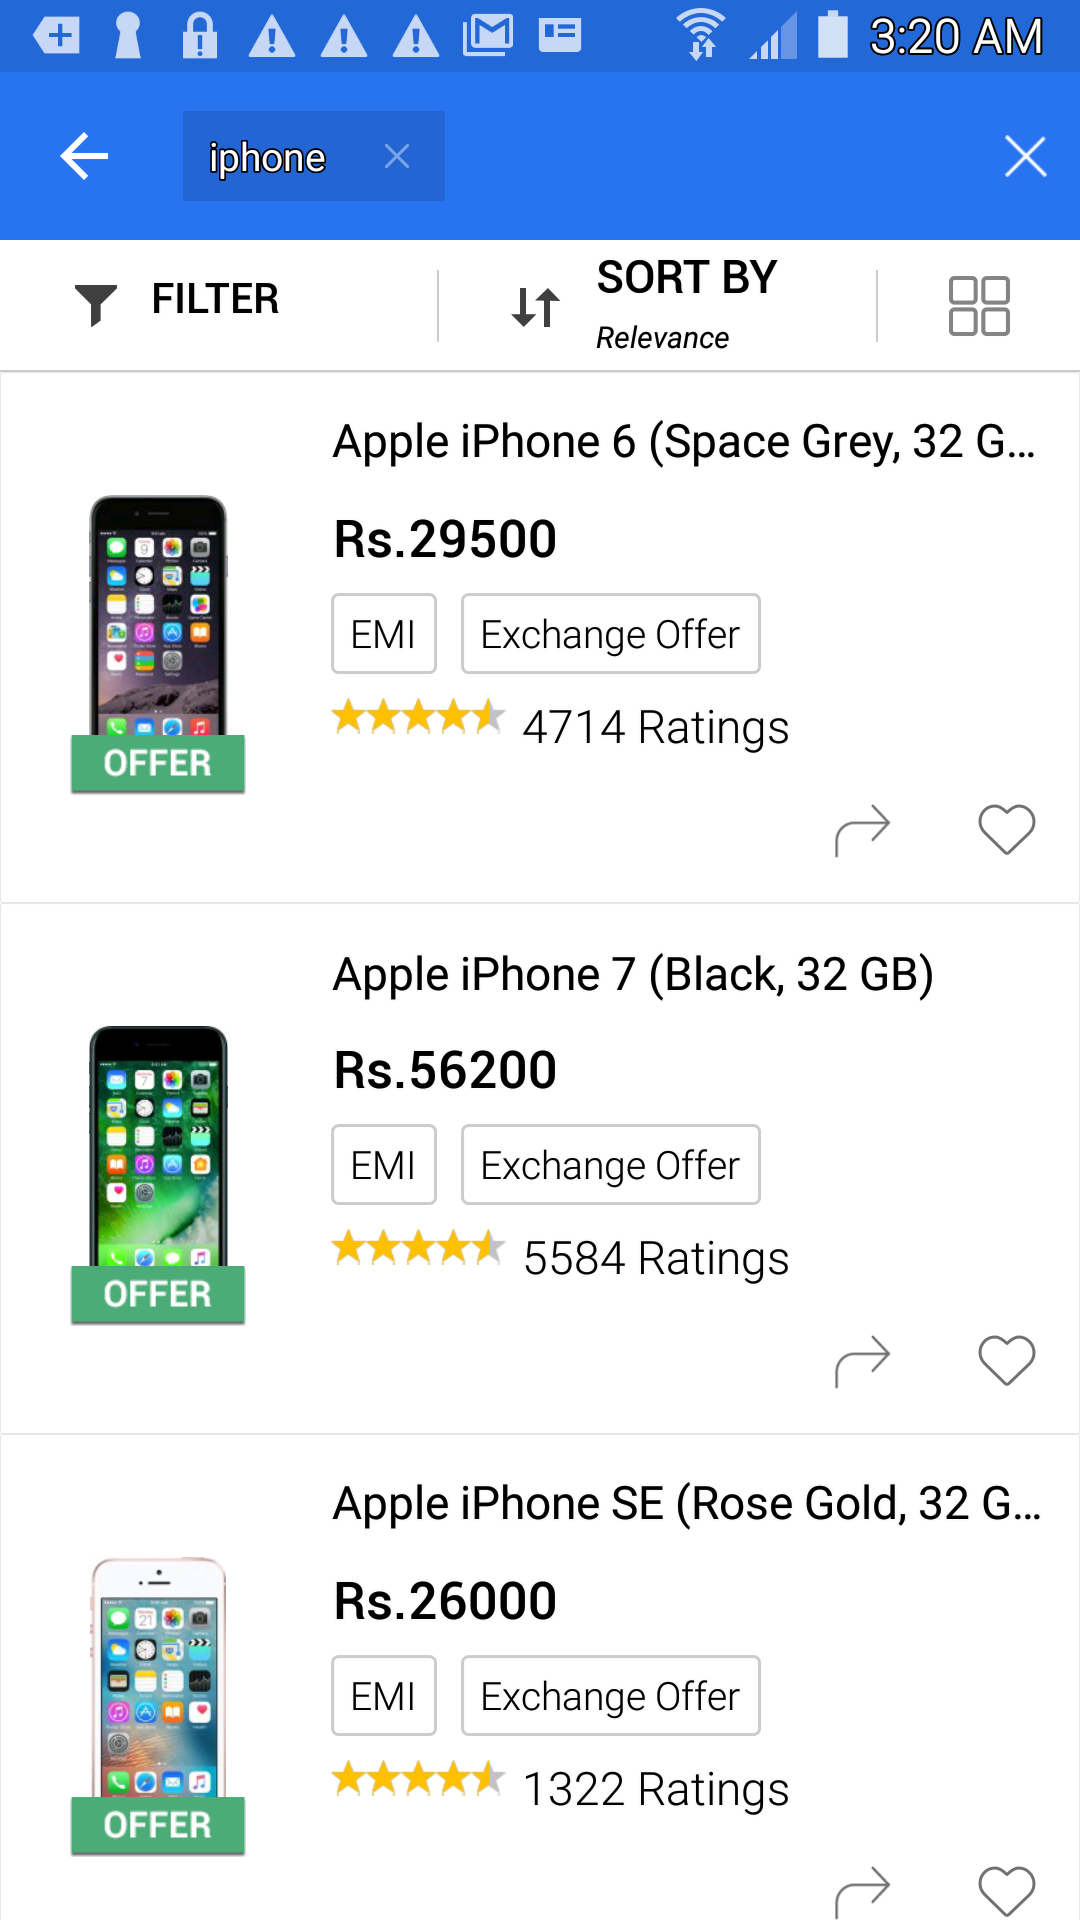 3:20 AM
iphone
FILTER
SORT BY
Relevance
Apple iPhone 6 (Space Grey, 32 G...
Rs.29500
EMI
Exchange Offer
4714 Ratings
OFFER
Apple iPhone 7 (Black, 32 GB)
Rs.56200
EMI
Exchange Offer
5584 Ratings
OFFER
Apple iPhone SE (Rose Gold, 32 G...
Rs.26000
EMI
Exchange Offer
1322 Ratings
OFFER